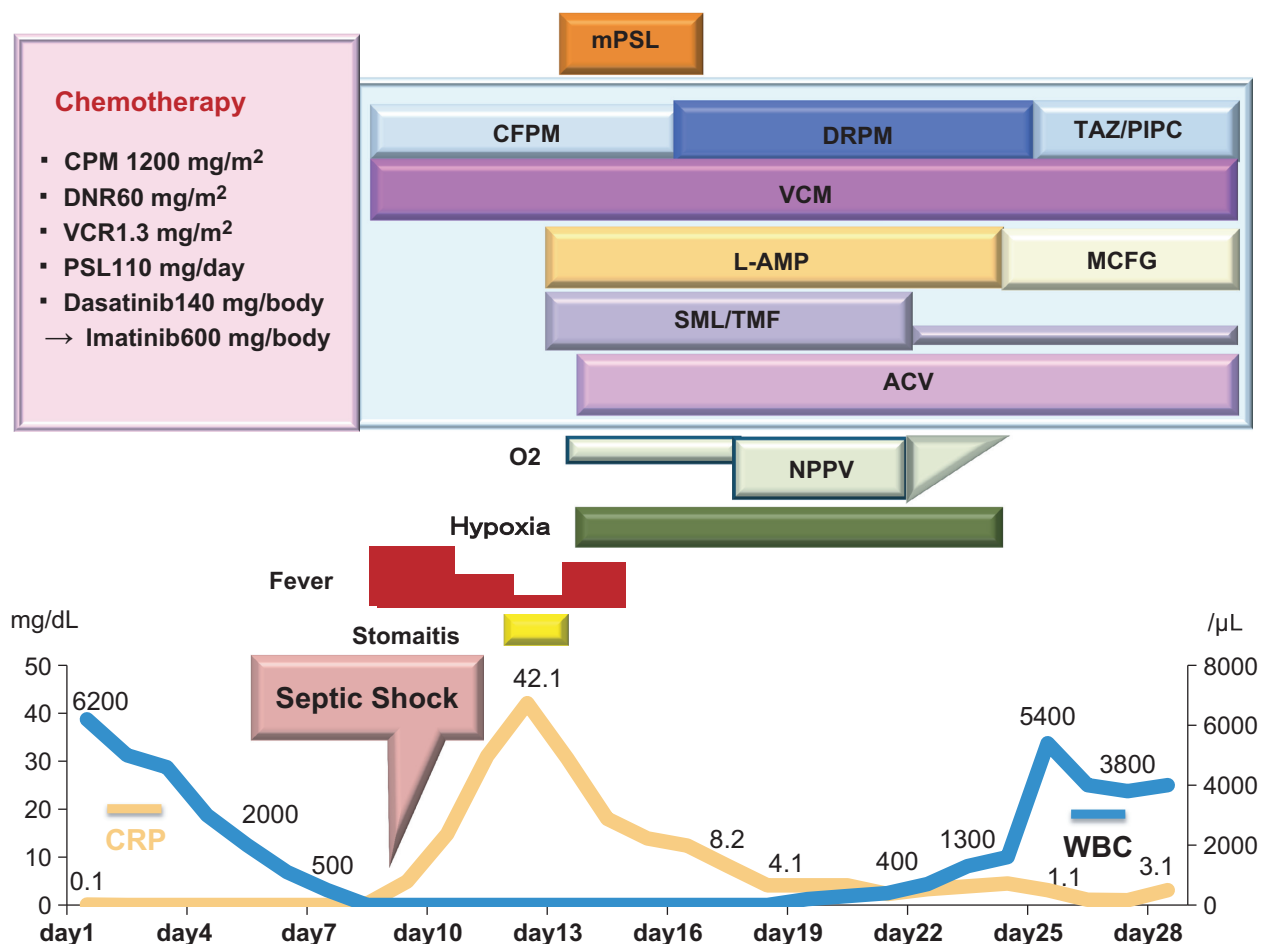 mPSL
Chemotherapy
▪ CPM 1200 mg/m²
▪ DNR60 mg/m²
▪ VCR1.3 mg/m²
▪ PSL110 mg/day
▪ Dasatinib140 mg/body
→ Imatinib600 mg/body
CFPM
DRPM
TAZ/PIPC
VCM
L-AMP
MCFG
SML/TMF
ACV
O2
NPPV
Hypoxia
Fever
Stomaitis
mg/dL
/µL
Septic Shock
50
40
30
20
10
0
8000
6000
4000
2000
0
6200
2000
500
0.1
42.1
8.2
4.1
400
1300
5400
3800
1.1
3.1
CRP
WBC
day1 day4 day7 day10 day13 day16 day19 day22 day25 day28